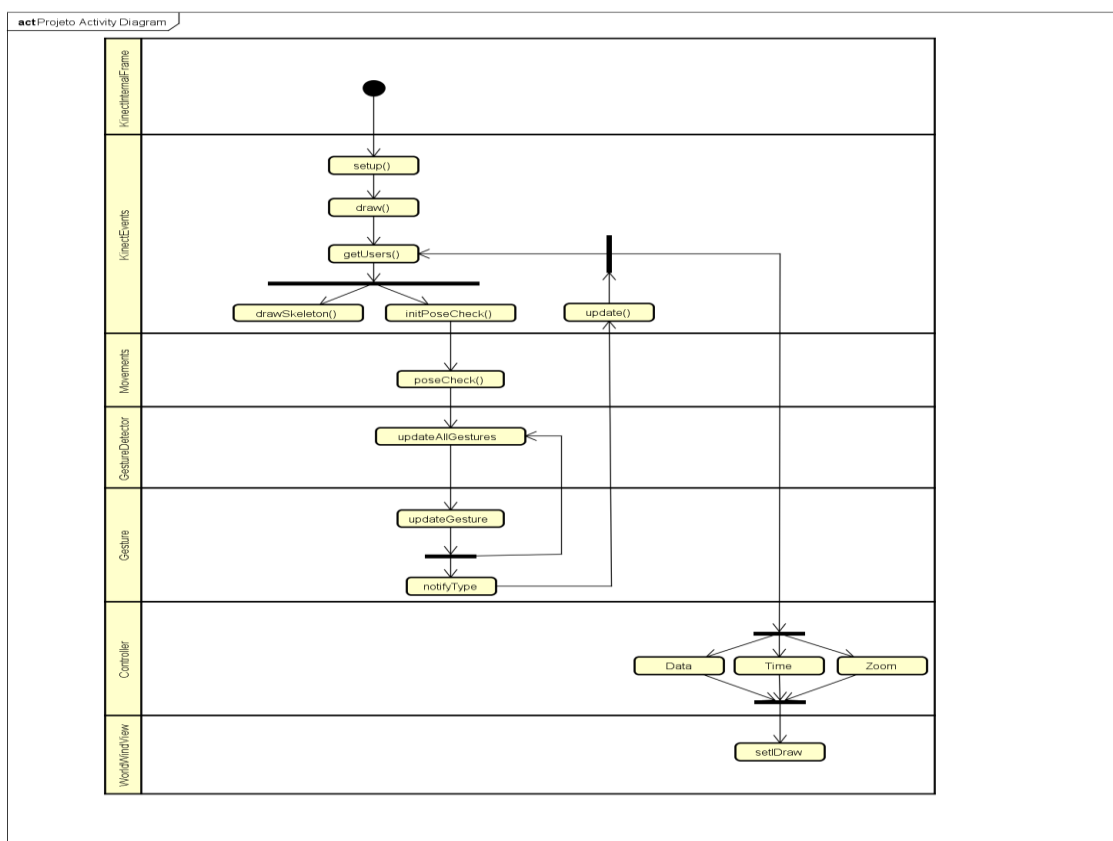 act Projeto Activity Diagram
KinectInternalFrame
KinectEvents
setup()
draw()
getUsers()
drawSkeleton()
initPoseCheck()
update()
Movements
poseCheck()
GestureDetector
updateAllGestures
Gesture
updateGesture
notifyType
Controller
Data
Time
Zoom
WorldWindView
setIDraw